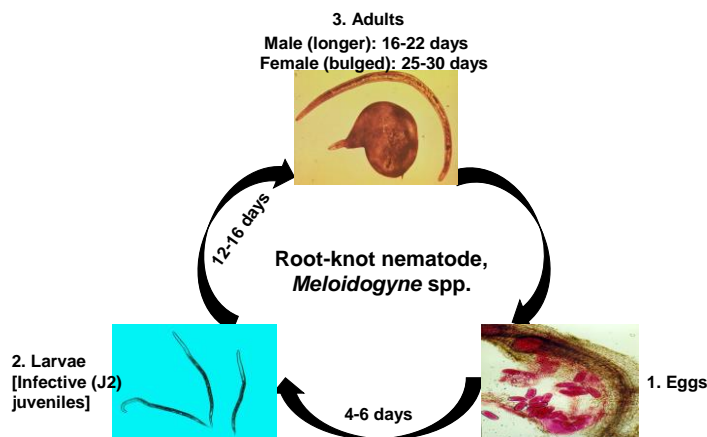 3. Adults
Male (longer): 16-22 days
Female (bulged): 25-30 days
12-16 days
Root-knot nematode,
Meloidogyne spp.
2. Larvae
[Infective (J2)
juveniles]
1. Eggs
4-6 days